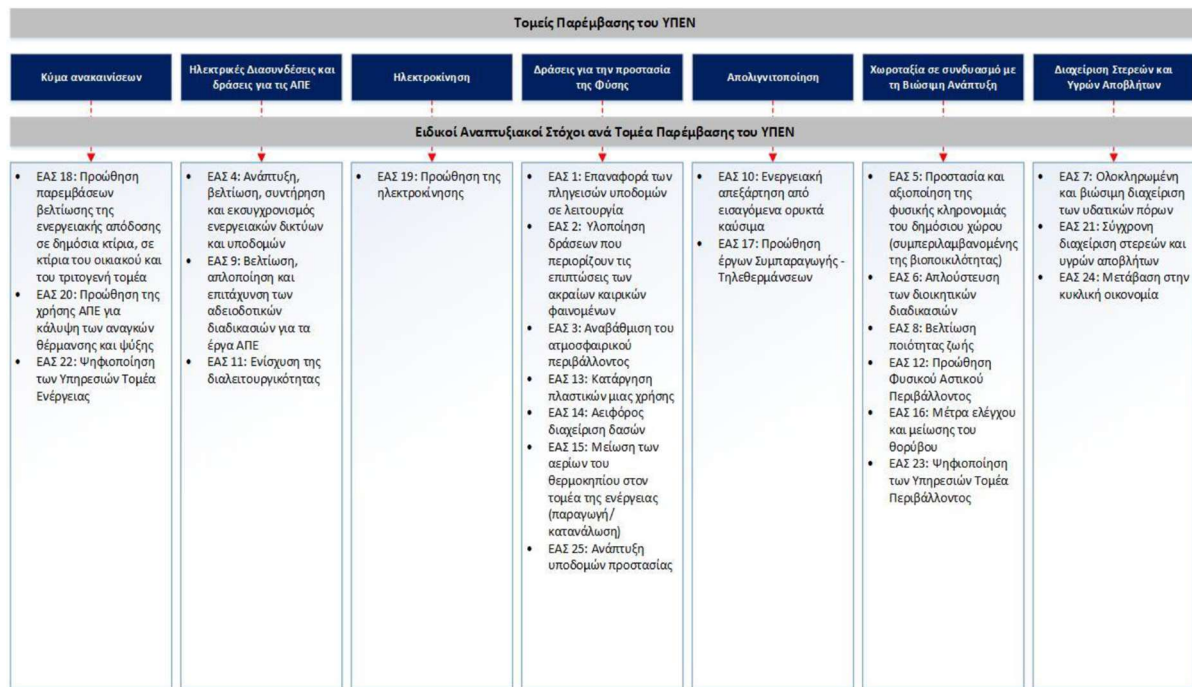 Τομείς Παρέμβασης του ΥΠΕΝ
Κύμα ανακαινίσεων
Ηλεκτρικές Διασυνδέσεις και
δράσεις για τις ΑΠΕ
Ηλεκτροκίνηση
Δράσεις για την προστασία
της Φύσης
Απολιγνιτοποίηση
Χωροταξία σε συνδυασμό με
τη Βιώσιμη Ανάπτυξη
Διαχείριση Στερεών και
Υγρών Αποβλήτων
Ειδικοί Αναπτυξιακοί Στόχοι ανά Τομέα Παρέμβασης του ΥΠΕΝ
• ΕΑΣ 18: Προώθηση
παρεμβάσεων
βελτίωσης της
ενεργειακής απόδοσης
σε δημόσια κτίρια, σε
κτίρια του οικιακού και
του τριτογενή τομέα
• ΕΑΣ 20: Προώθηση της
χρήσης ΑΠΕ για
κάλυψη των αναγκών
θέρμανσης και ψύξης
• ΕΑΣ 22: Ψηφιοποίηση
των Υπηρεσιών Τομέα
Ενέργειας
• ΕΑΣ 4: Ανάπτυξη,
βελτίωση, συντήρηση
και εκσυγχρονισμός
ενεργειακών δικτύων
και υποδομών
• ΕΑΣ 9: Βελτίωση,
απλοποίηση και
επιτάχυνση των
αδειοδοτικών
διαδικασιών για τα
έργα ΑΠΕ
• ΕΑΣ 11: Ενίσχυση της
διαλειτουργικότητας
• ΕΑΣ 19: Προώθηση της
ηλεκτροκίνησης
• ΕΑΣ 1: Επαναφορά των
πληγεισών υποδομών
σε λειτουργία
• ΕΑΣ 2: Υλοποίηση
δράσεων που
περιορίζουν τις
επιπτώσεις των
ακραίων καιρικών
φαινομένων
• ΕΑΣ 3: Αναβάθμιση του
ατμοσφαιρικού
περιβάλλοντος
• ΕΑΣ 13: Κατάργηση
πλαστικών μιας χρήσης
• ΕΑΣ 14: Αειφόρος
διαχείριση δασών
• ΕΑΣ 15: Μείωση των
αερίων του
θερμοκηπίου στον
τομέα της ενέργειας
(παραγωγή/
κατανάλωση)
• ΕΑΣ 25: Ανάπτυξη
υποδομών προστασίας
• ΕΑΣ 10: Ενεργειακή
απεξάρτηση από
εισαγόμενα ορυκτά
καύσιμα
• ΕΑΣ 17: Προώθηση
έργων Συμπαραγωγής -
Τηλεθερμάνσεων
• ΕΑΣ 5: Προστασία και
αξιοποίηση της
φυσικής κληρονομιάς
του δημόσιου χώρου
(συμπεριλαμβανομένης
της βιοποικιλότητας)
• ΕΑΣ 6: Απλούστευση
των διοικητικών
διαδικασιών
• ΕΑΣ 8: Βελτίωση
ποιότητας ζωής
• ΕΑΣ 12: Προώθηση
Φυσικού Αστικού
Περιβάλλοντος
• ΕΑΣ 16: Μέτρα ελέγχου
και μείωσης του
θορύβου
• ΕΑΣ 23: Ψηφιοποίηση
των Υπηρεσιών Τομέα
Περιβάλλοντος
• ΕΑΣ 7: Ολοκληρωμένη
και βιώσιμη διαχείριση
των υδατικών πόρων
• ΕΑΣ 21: Σύγχρονη
διαχείριση στερεών και
υγρών αποβλήτων
• ΕΑΣ 24: Μετάβαση στην
κυκλική οικονομία